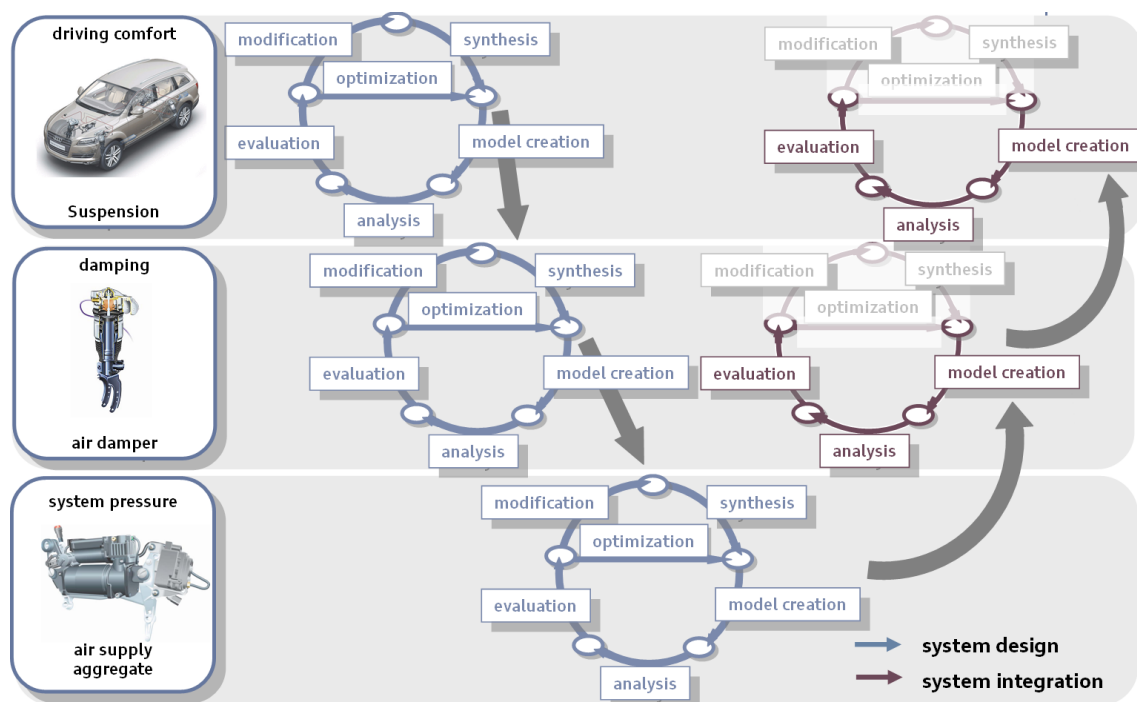 driving comfort
Suspension
modification
synthesis
optimization
evaluation
model creation
analysis
modification
synthesis
optimization
evaluation
model creation
analysis
damping
air damper
modification
synthesis
optimization
evaluation
model creation
analysis
modification
synthesis
optimization
evaluation
model creation
analysis
system pressure
air supply
aggregate
modification
synthesis
optimization
evaluation
model creation
analysis
system design
system integration